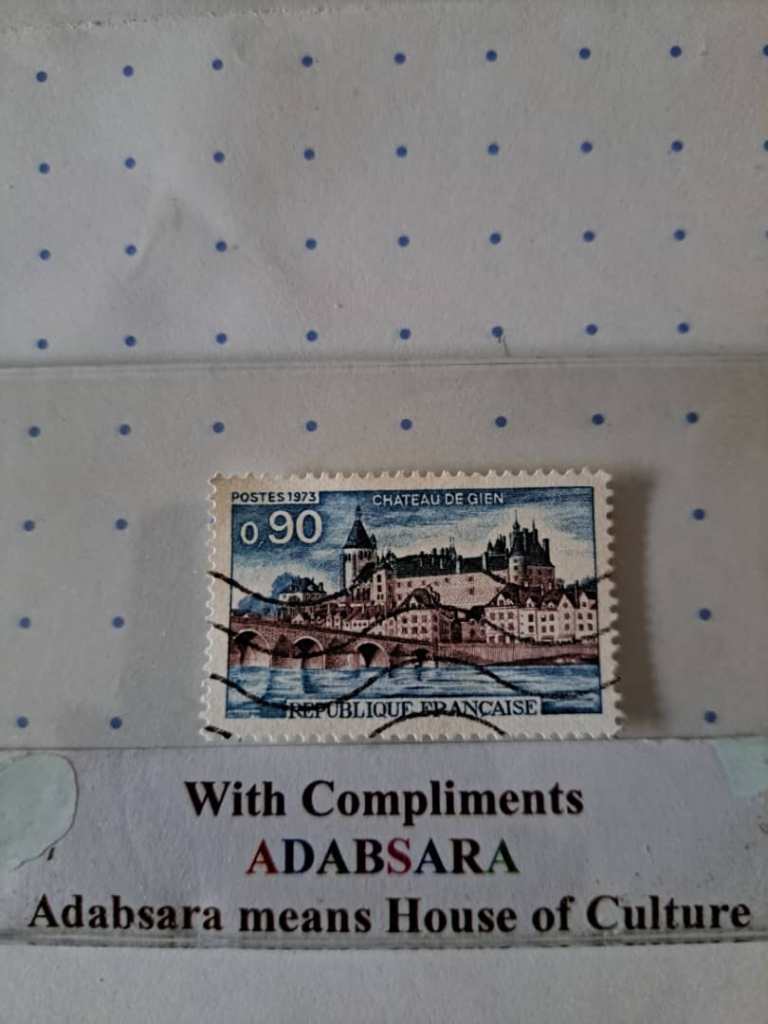 POSTES 1973
CHATEAU DE GIEN
0,90
REPUBLIQUE FRANCAISE
With Compliments
ADABSARA
Adabsara means House of Culture